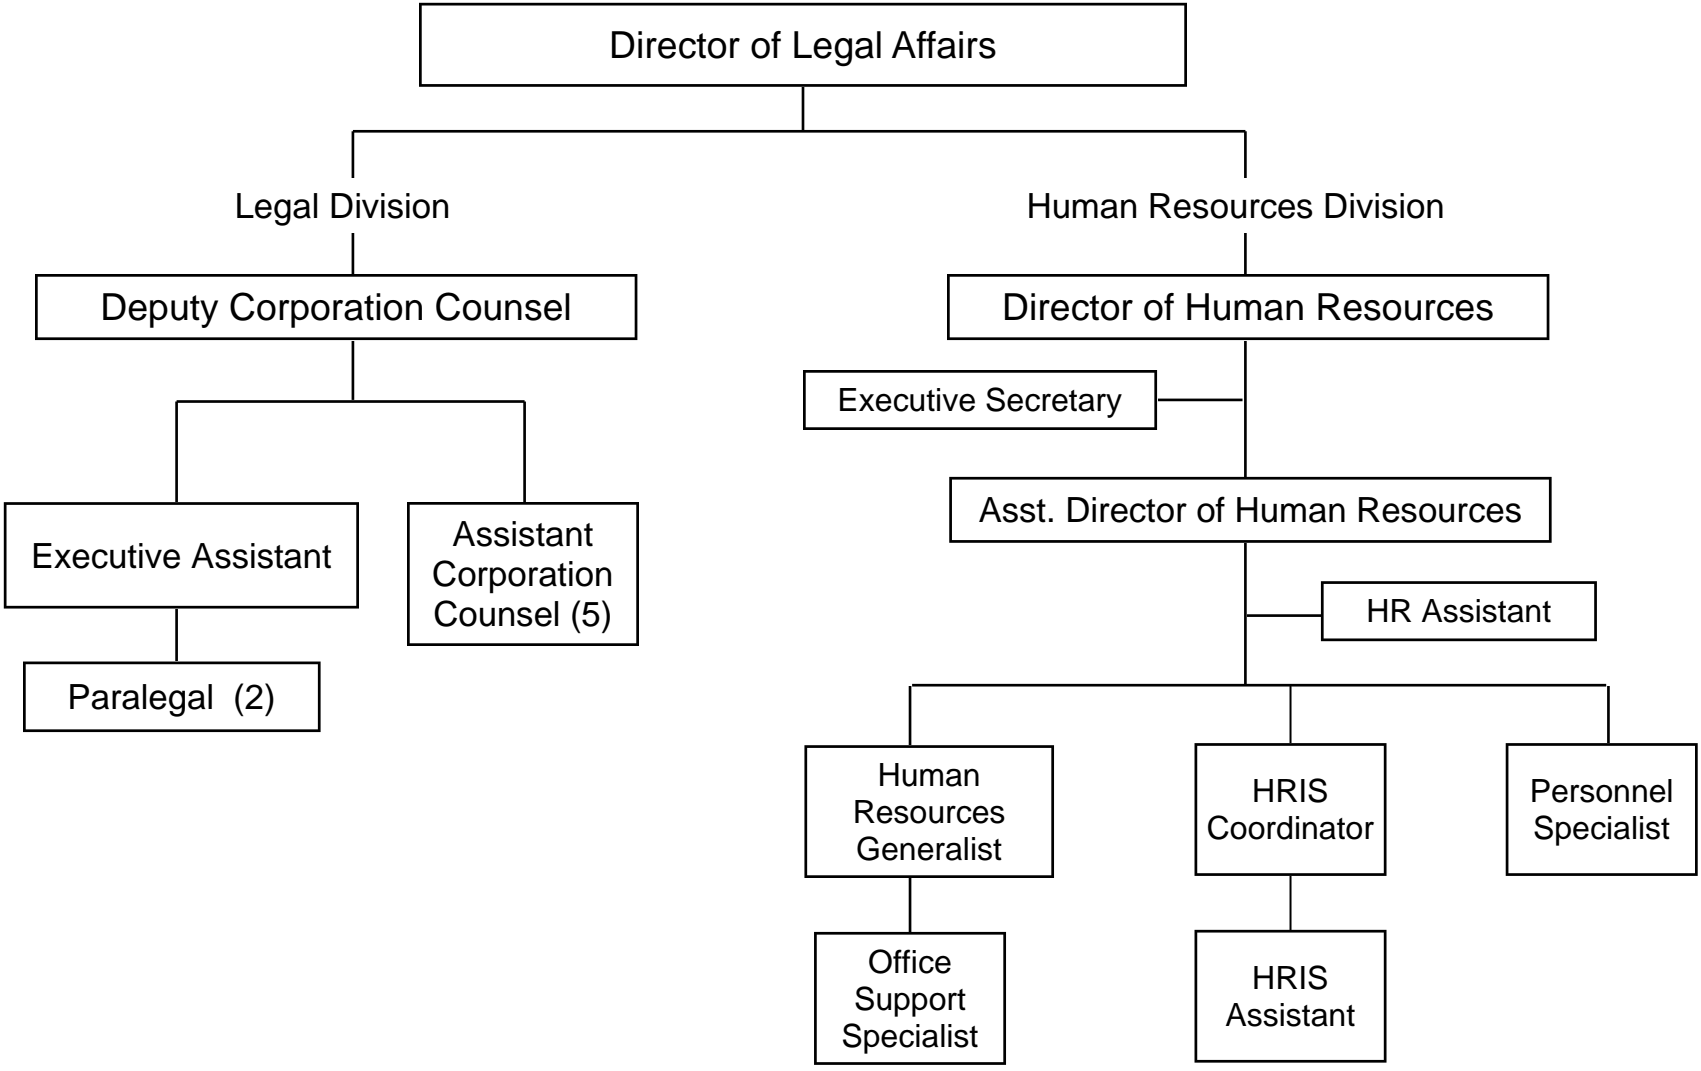 Director of Legal Affairs
Legal Division
Human Resources Division
Deputy Corporation Counsel
Director of Human Resources
Executive Secretary
Asst. Director of Human Resources
Executive Assistant
Assistant
Corporation
Counsel (5)
HR Assistant
Paralegal  (2)
Human
Resources
Generalist
HRIS
Coordinator
Personnel
Specialist
Office
Support
Specialist
HRIS
Assistant